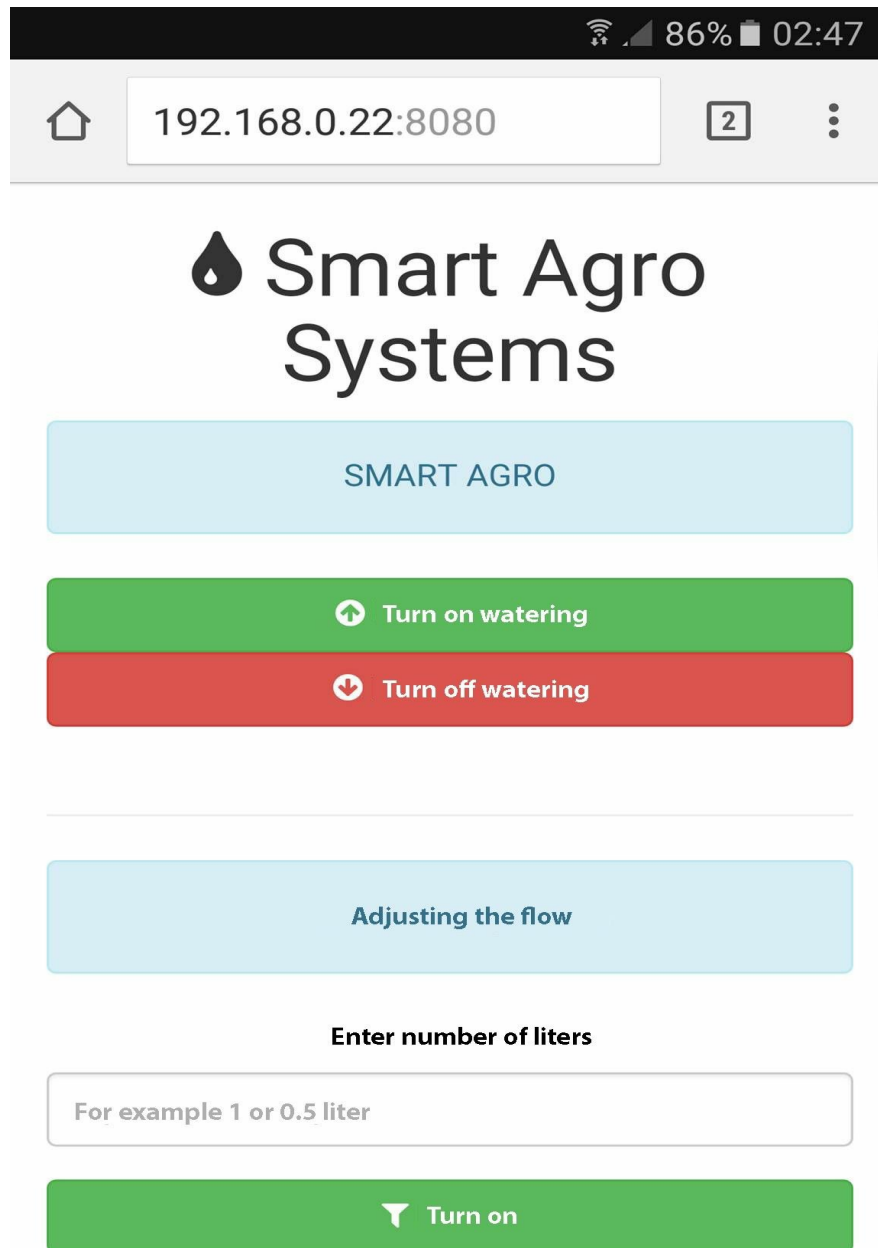 86% 02:47
192.168.0.22:8080 2
Smart Agro
Systems
SMART AGRO
Turn on watering
Turn off watering
Adjusting the flow
Enter number of liters
For example 1 or 0.5 liter
Turn on